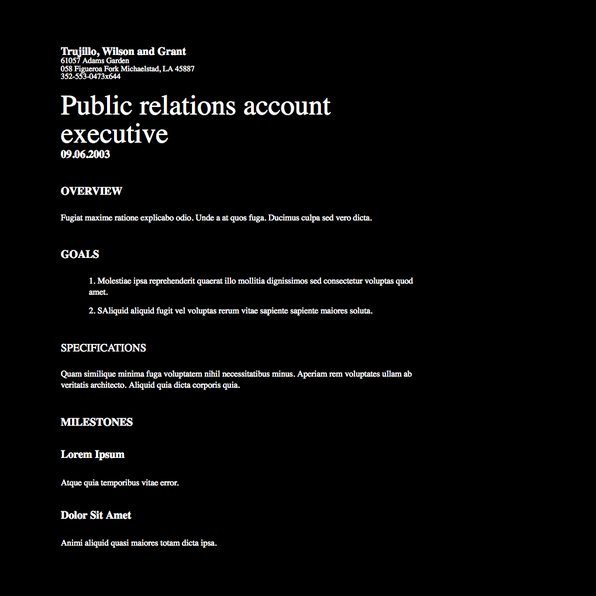 Trujillo, Wilson and Grant
61057 Adams Garden
058 Figueroa Fork Michaelstad, LA 45887
352-553-0473x644
Public relations account
executive
09.06.2003
OVERVIEW
Fugiat maxime ratione explicabo odio. Unde a at quos fuga. Ducimus culpa sed vero dicta.
GOALS
1. Molestiae ipsa reprehenderit quaerat illo mollitia dignissimos sed consectetur voluptas quod
amet.
2. SAliquid aliquid fugit vel voluptas rerum vitae sapiente sapiente maiores soluta.
SPECIFICATIONS
Quam similique minima fuga voluptatem nihil necessitatibus minus. Aperiam rem voluptates ullam ab
veritatis architecto. Aliquid quia dicta corporis quia.
MILESTONES
Lorem Ipsum
Atque quia temporibus vitae error.
Dolor Sit Amet
Animi aliquid quasi maiores totam dicta ipsa.